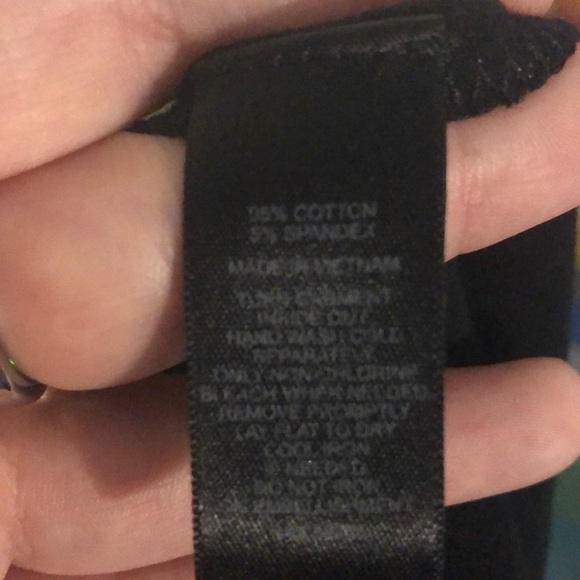 95% COTTON
5% SPANDEX
MADE IN VIETNAM
TURN GARMENT
INSIDE OUT
HAND WASH COLD
SEPARATELY
ONLY NON-CHLORINE
BLEACH WHEN NEEDED
REMOVE PROMPTLY
LAY FLAT TO DRY
COOL IRON
IF NEEDED
DO NOT IRON
EMBELLISHMENT